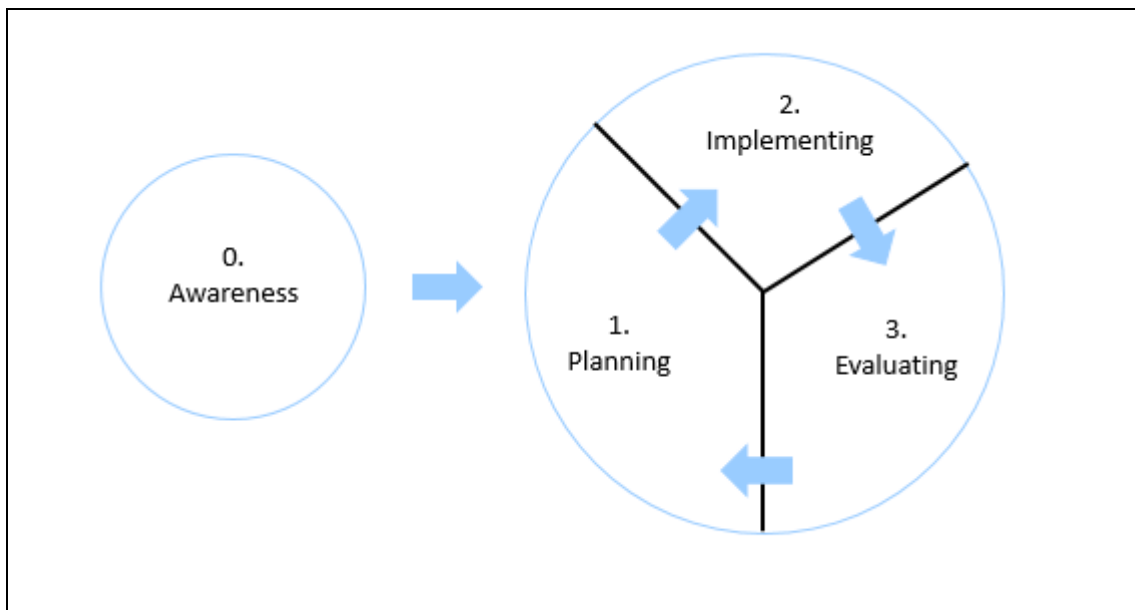 0.
Awareness
1.
Planning
2.
Implementing
3.
Evaluating